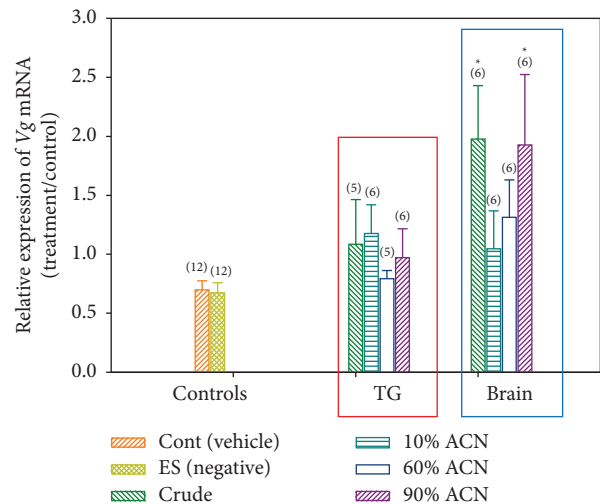 Relative expression of Vg mRNA
(treatment/control)
3.0
2.5
2.0
1.5
1.0
0.5
0.0
(12) (12)
(5) (6) (5) (6)
* (6) (6) (6) * (6)
Controls TG Brain
Cont (vehicle) 10% ACN
ES (negative) 60% ACN
Crude 90% ACN